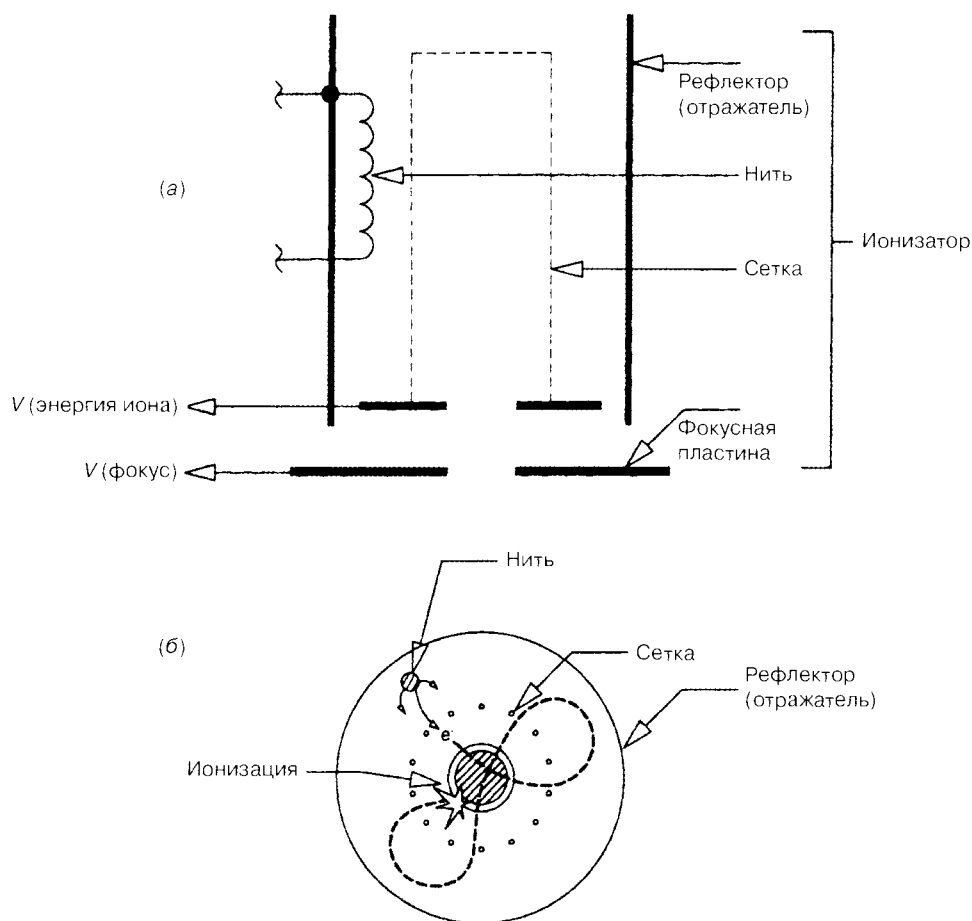 Рефлектор
(отражатель)
(а)
Нить
Ионизатор
Сетка
V (энергия иона)
Фокусная
пластина
V (фокус)
Нить
(б)
Сетка
Рефлектор
(отражатель)
e-
Ионизация